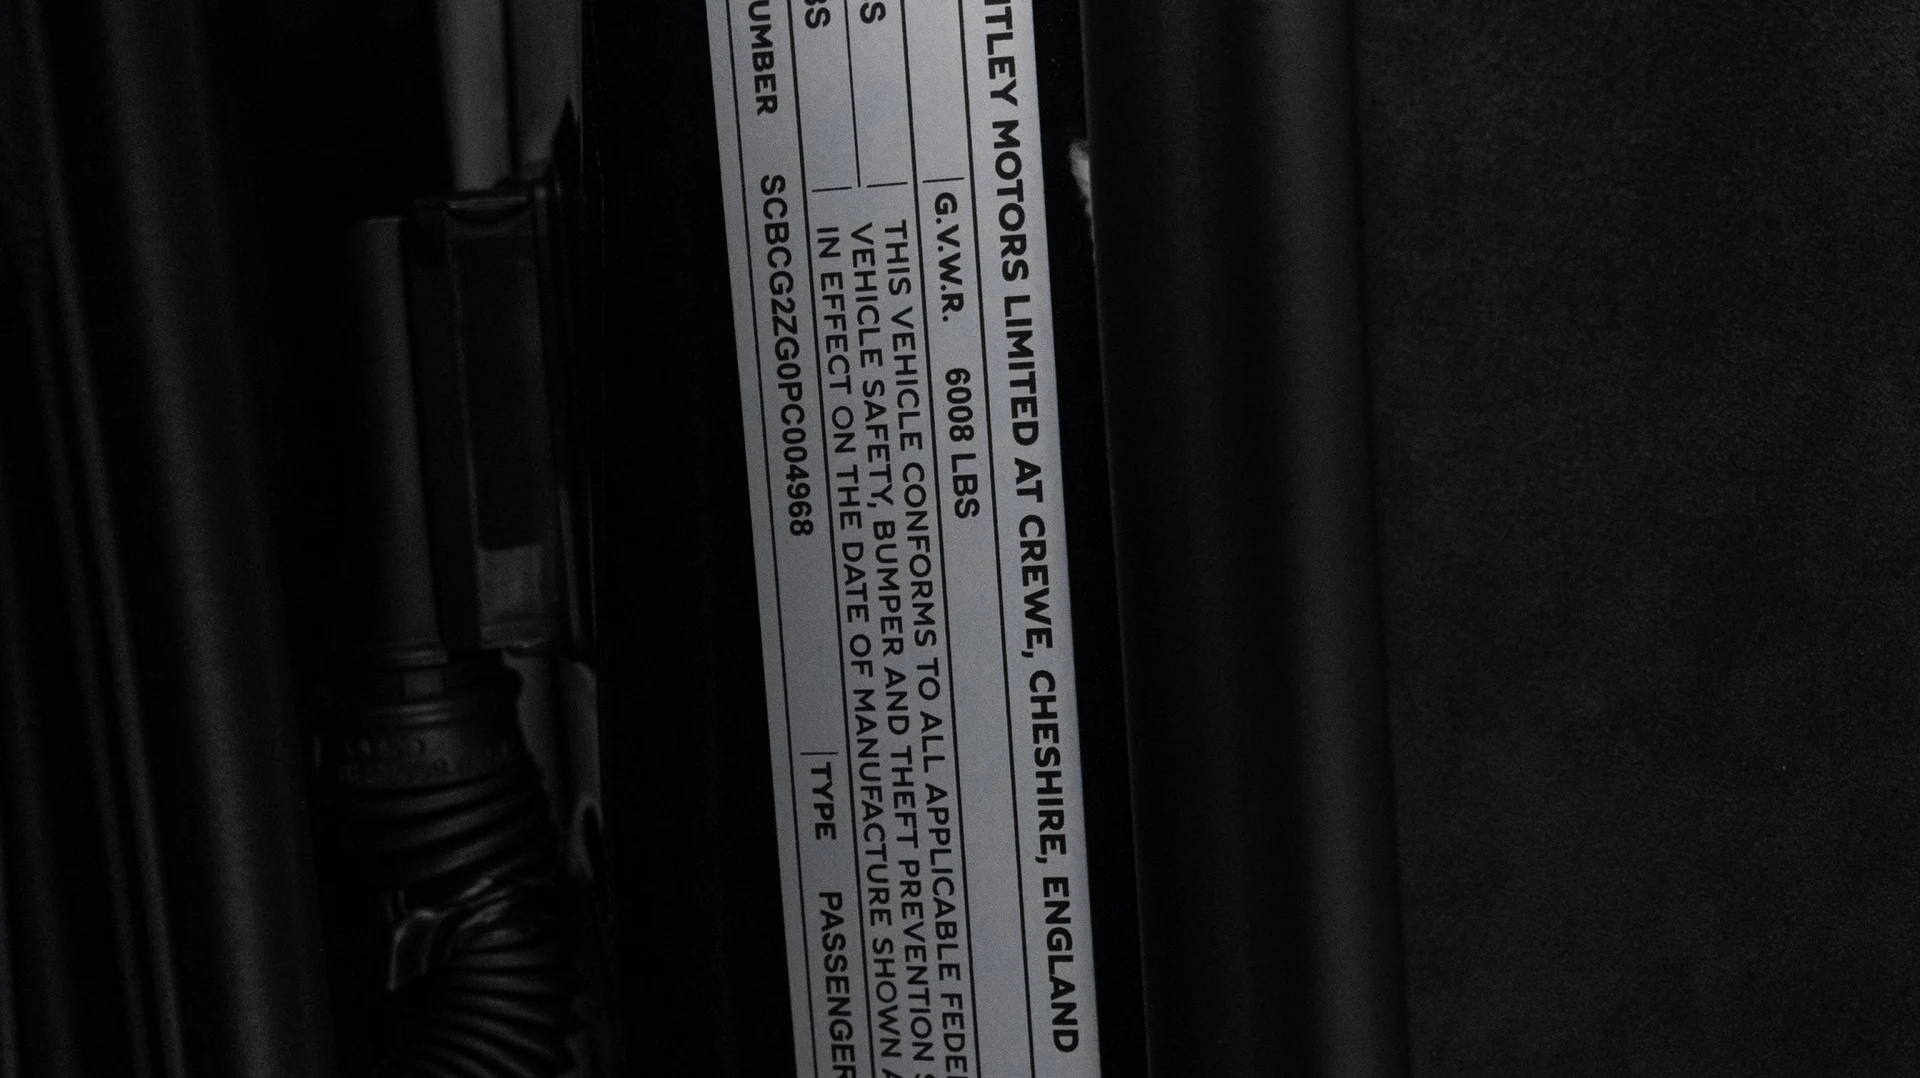 NTLEY MOTORS LIMITED AT CREWE, CHESHIRE, ENGLAND
G.V.W.R. 6008 LBS
S THIS VEHICLE CONFORMS TO ALL APPLICABLE FEDE
VEHICLE SAFETY, BUMPER AND THEFT PREVENTION S
BS IN EFFECT ON THE DATE OF MANUFACTURE SHOWN A
UMBER SCBCG2ZG0PC004968 TYPE PASSENGER